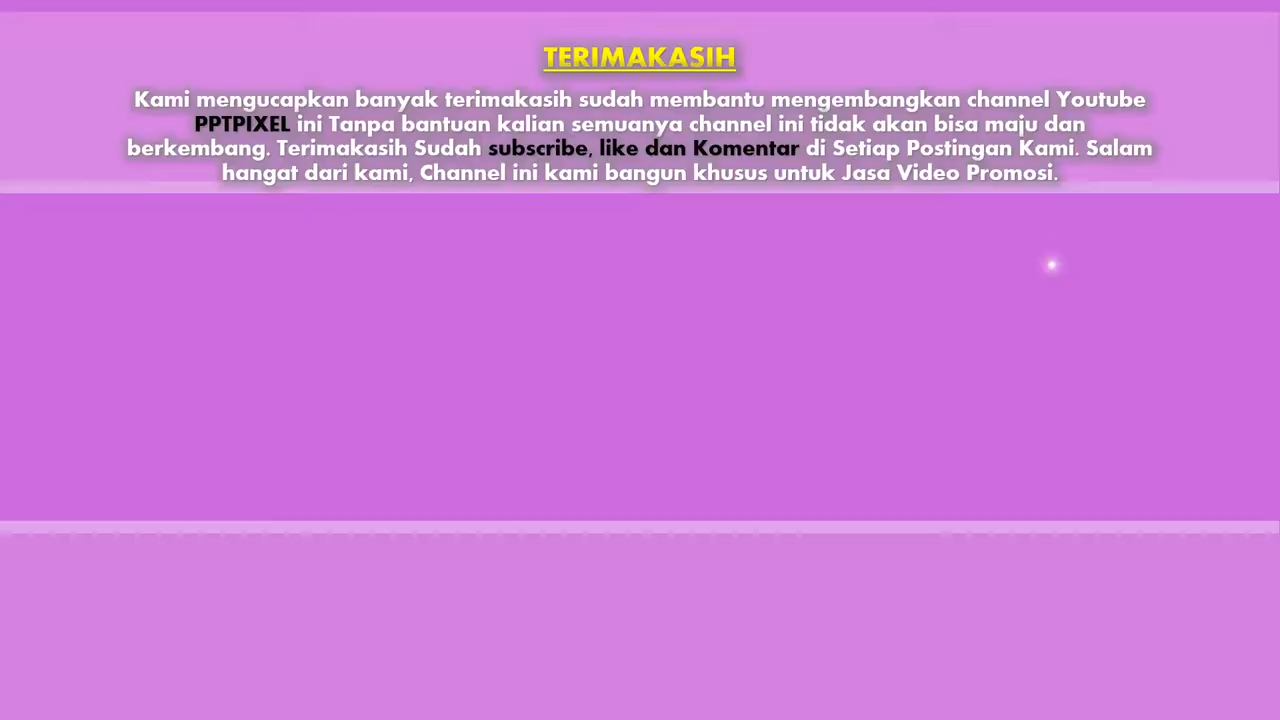 TERIMAKASIH
Kami mengucapkan banyak terimakasih sudah membantu mengembangkan channel Youtube
PPTPIXEL ini Tanpa bantuan kalian semuanya channel ini tidak akan bisa maju dan
berkembang. Terimakasih Sudah subscribe, like dan Komentar di Setiap Postingan Kami. Salam
hangat dari kami, Channel ini kami bangun khusus untuk Jasa Video Promosi.